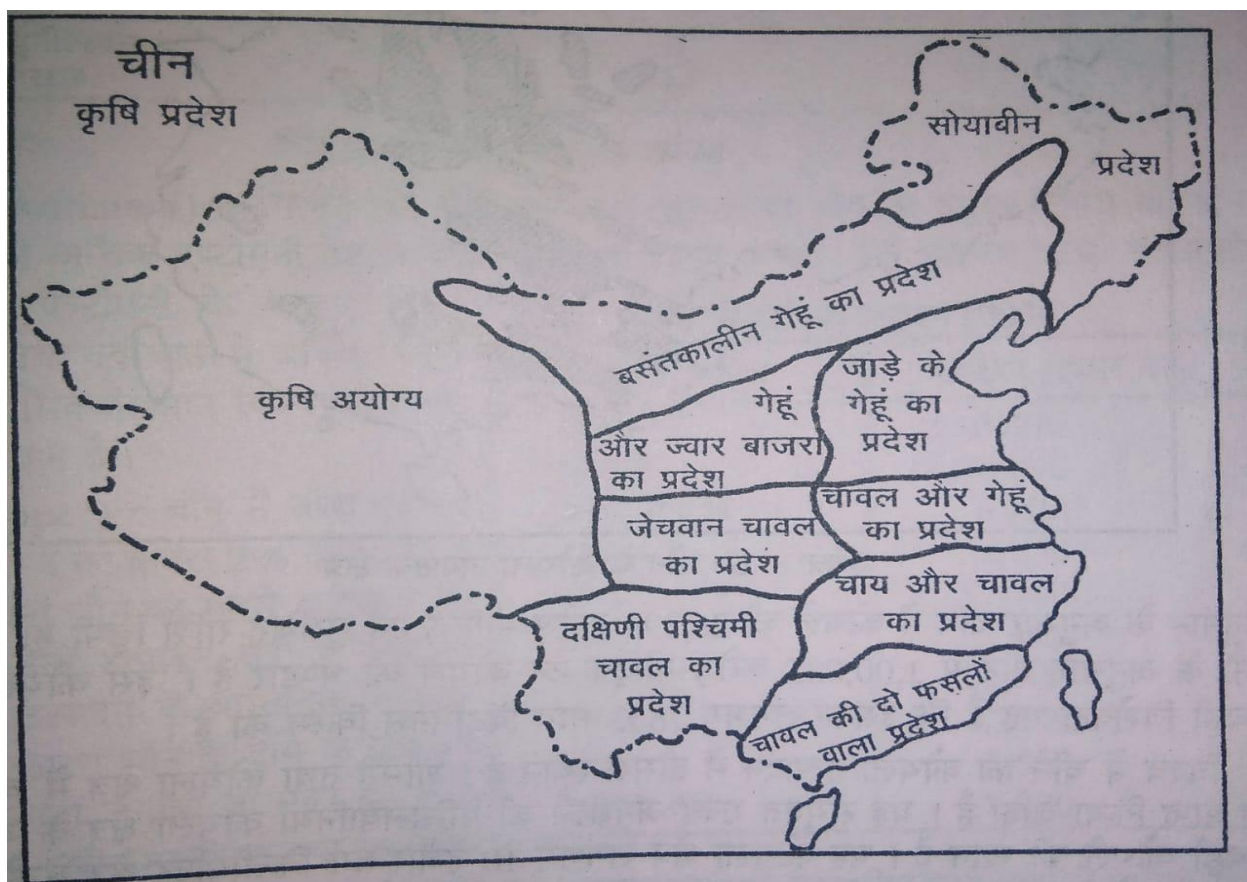 चीन
कृषि प्रदेश
सोयावीन
प्रदेश
बसंतकालीन गेहूं का प्रदेश
कृषि अयोग्य
गेहूं
और ज्वार बाजरा
का प्रदेश
जाड़े के
गेहूं का
प्रदेश
जेचवान चावल
का प्रदेश
चावल और गेहूं
का प्रदेश
चाय और चावल
का प्रदेश
दक्षिणी पश्चिमी
चावल का
प्रदेश
चावल की दो फसलों
वाला प्रदेश